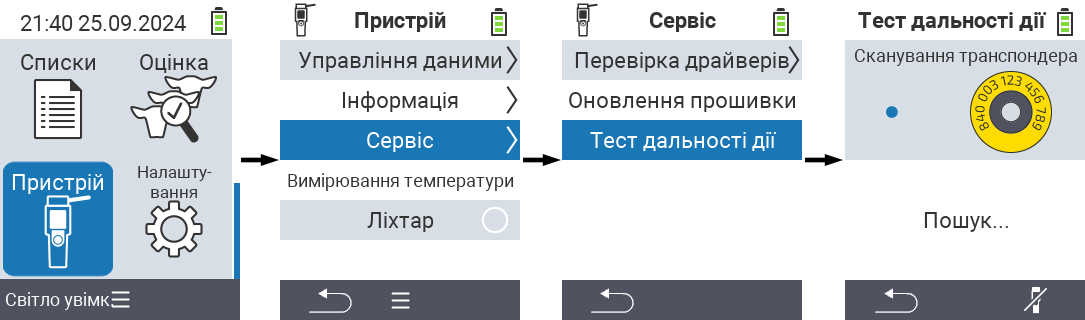 21:40 25.09.2024
Списки
Оцінка
Пристрій
Налашту-
вання
Світло увімк.
Пристрій
Управління даними
Інформація
Сервіс
Вимірювання температури
Ліхтар
Сервіс
Перевірка драйверів
Оновлення прошивки
Тест дальності дії
Тест дальності дії
Сканування транспондера
840 003 123 456 789
Пошук...